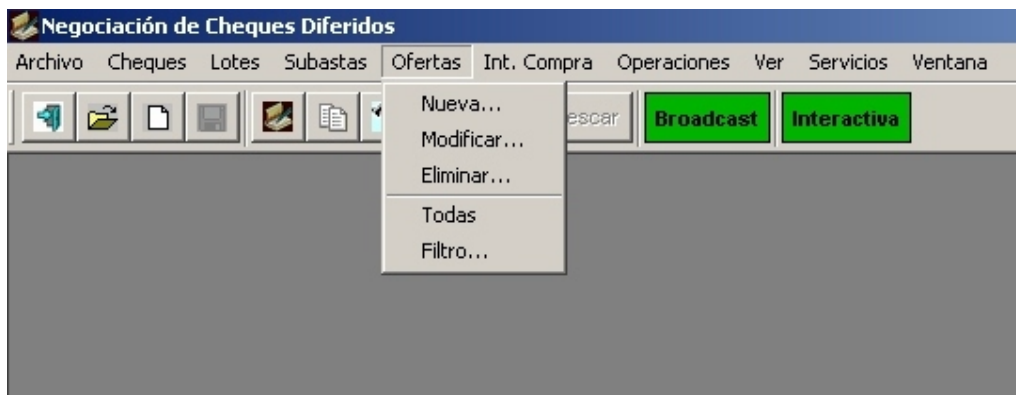 Negociación de Cheques Diferidos
Archivo Cheques Lotes Subastas Ofertas Int. Compra Operaciones Ver Servicios Ventana
Broadcast Interactiva
Nueva...
Modificar...
Eliminar...
Todas
Filtro...